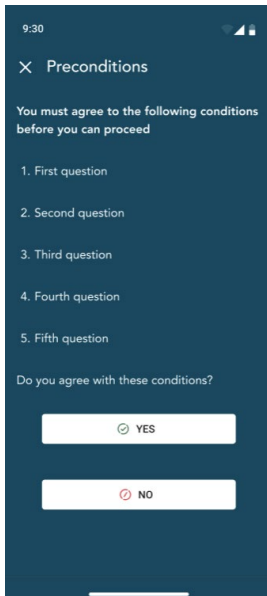 9:30
Preconditions
You must agree to the following conditions
before you can proceed
1. First question
2. Second question
3. Third question
4. Fourth question
5. Fifth question
Do you agree with these conditions?
YES
NO